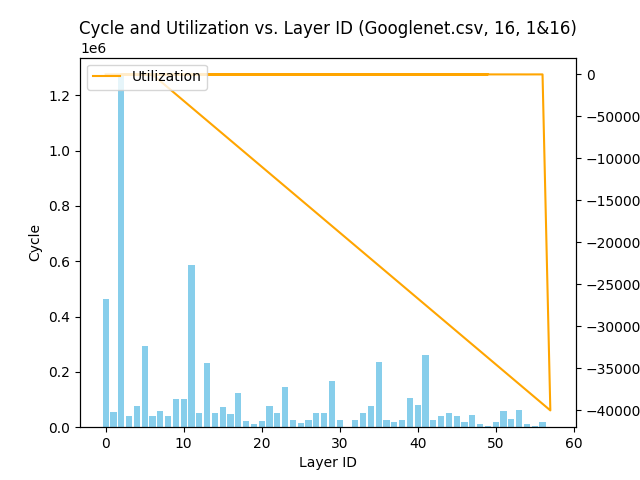 Cycle and Utilization vs. Layer ID (Googlenet.csv, 16, 1&16)
1e6
Utilization
Cycle
1.2
1.0
0.8
0.6
0.4
0.2
0.0
0
−5000
−10000
−15000
−20000
−25000
−30000
−35000
−40000
0 10 20 30 40 50 60
Layer ID